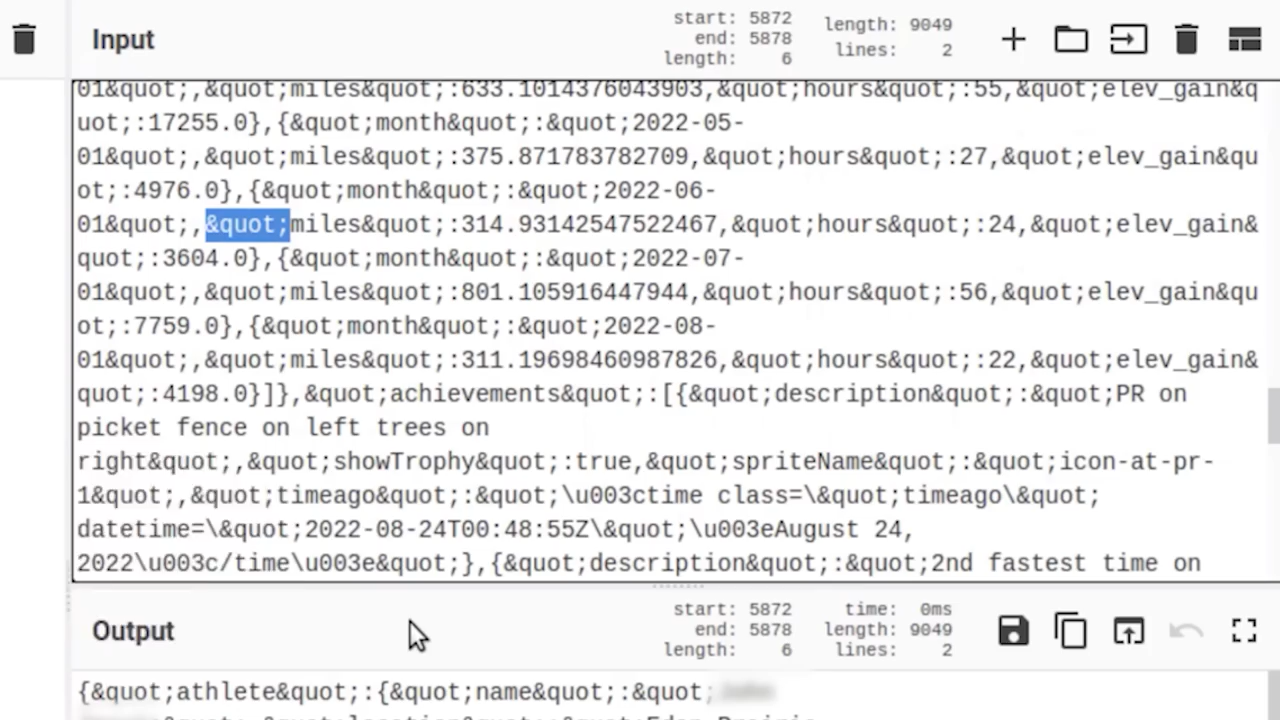 Input
start: 5872
end: 5878
length: 6
length: 9049
lines: 2
01&quot;,&quot;miles&quot;:633.1014376043903,&quot;hours&quot;:55,&quot;elev_gain&q
uot;:17255.0},{&quot;month&quot;:&quot;2022-05-
01&quot;,&quot;miles&quot;:375.871783782709,&quot;hours&quot;:27,&quot;elev_gain&qu
ot;:4976.0},{&quot;month&quot;:&quot;2022-06-
01&quot;,&quot;miles&quot;:314.93142547522467,&quot;hours&quot;:24,&quot;elev_gain&
quot;:3604.0},{&quot;month&quot;:&quot;2022-07-
01&quot;,&quot;miles&quot;:801.105916447944,&quot;hours&quot;:56,&quot;elev_gain&qu
ot;:7759.0},{&quot;month&quot;:&quot;2022-08-
01&quot;,&quot;miles&quot;:311.19698460987826,&quot;hours&quot;:22,&quot;elev_gain&
quot;:4198.0}]},&quot;achievements&quot;:[{&quot;description&quot;:&quot;PR on
picket fence on left trees on
right&quot;,&quot;showTrophy&quot;:true,&quot;spriteName&quot;:&quot;icon-at-pr-
1&quot;,&quot;timeago&quot;:&quot;\u003ctime class=\&quot;timeago\&quot;
datetime=\&quot;2022-08-24T00:48:55Z\&quot;\u003eAugust 24,
2022\u003c/time\u003e&quot;},{&quot;description&quot;:&quot;2nd fastest time on
Output
start: 5872
end: 5878
length: 6
time: 0ms
length: 9049
lines: 2
{&quot;athlete&quot;:{&quot;name&quot;:&quot;